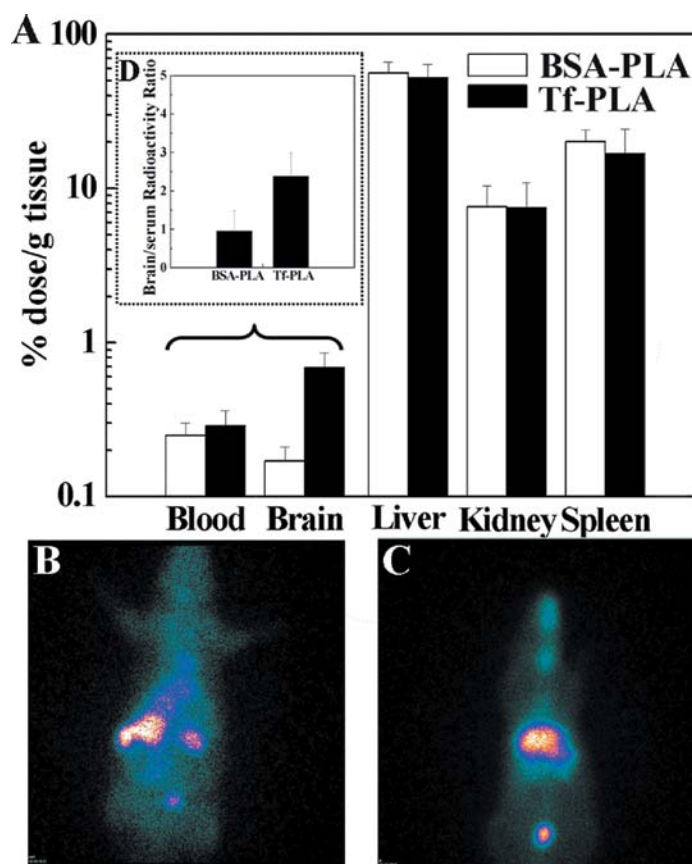 A
100
10
1
0.1
% dose/g tissue
BSA-PLA
Tf-PLA
D
5
4
3
2
1
0
Brain/serum Radioactivity Ratio
BSA-PLA Tf-PLA
Blood Brain Liver Kidney Spleen
B
C